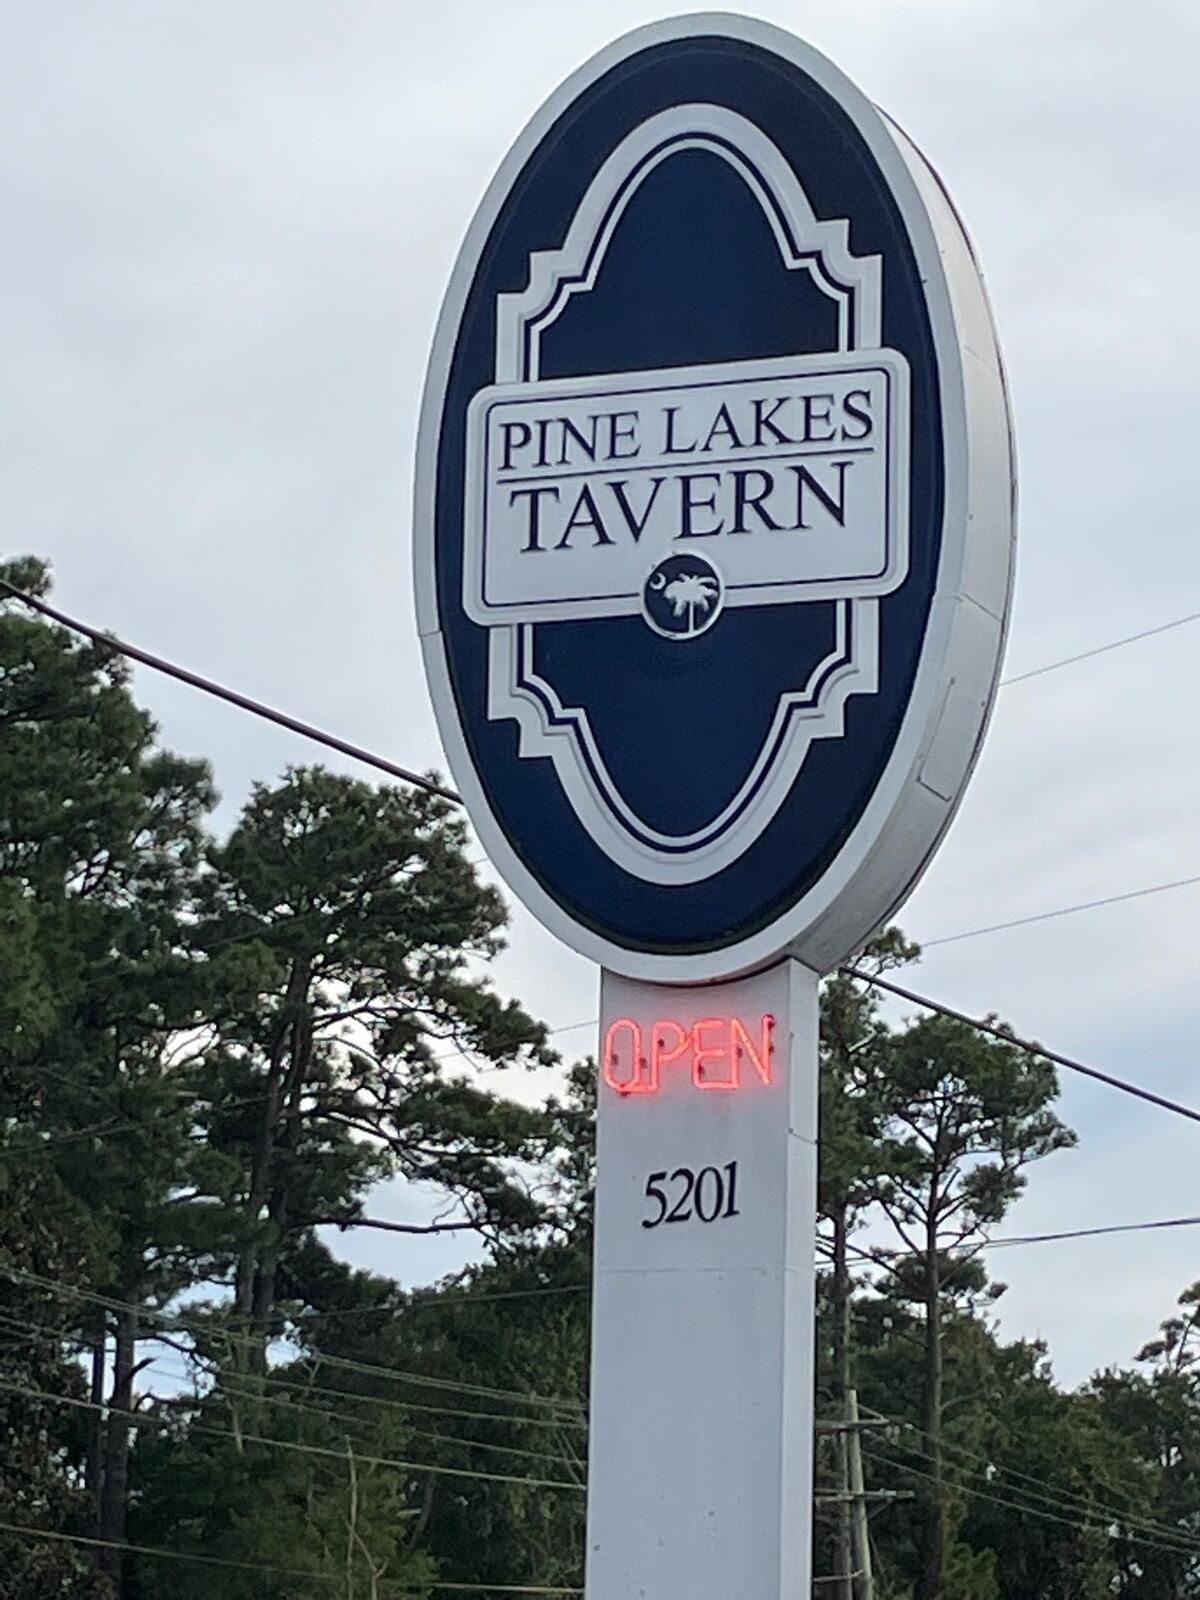 PINE LAKES
TAVERN
OPEN
5201